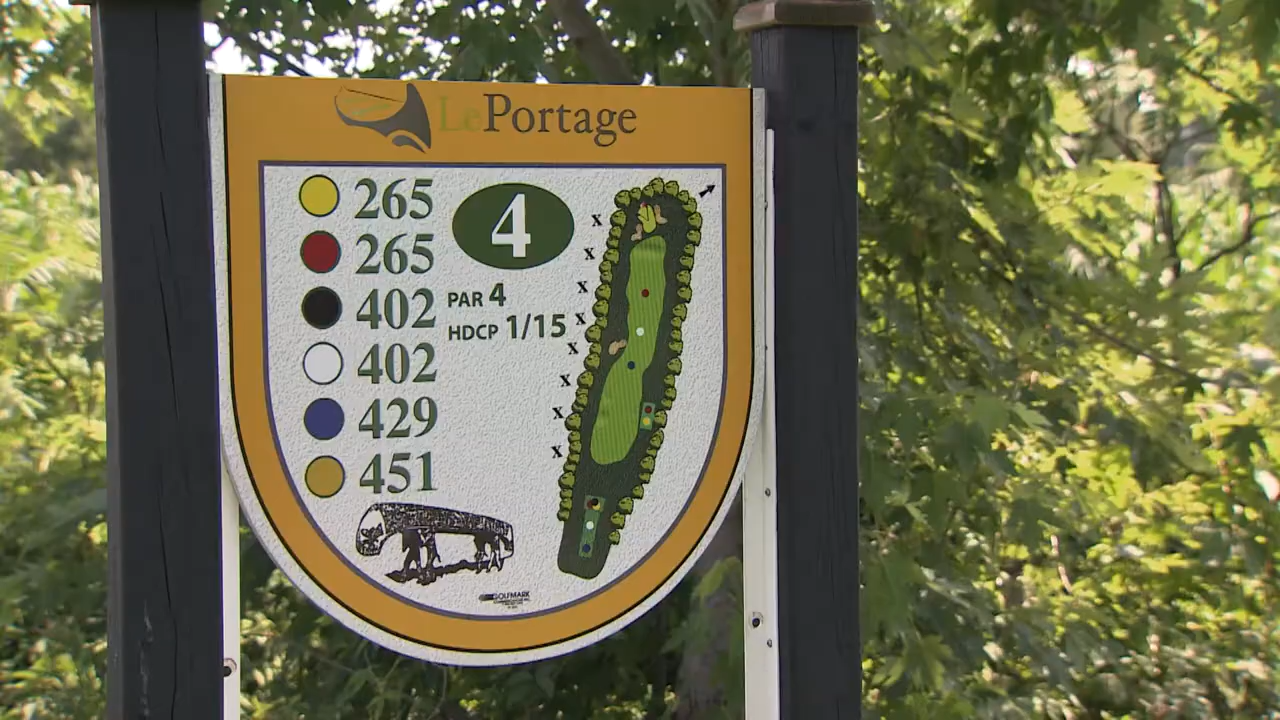 LePortage
265
265
402
402
429
451
4
PAR 4
HDCP 1/15
x
x
x
x
x
x
x
x
GOLFMARK